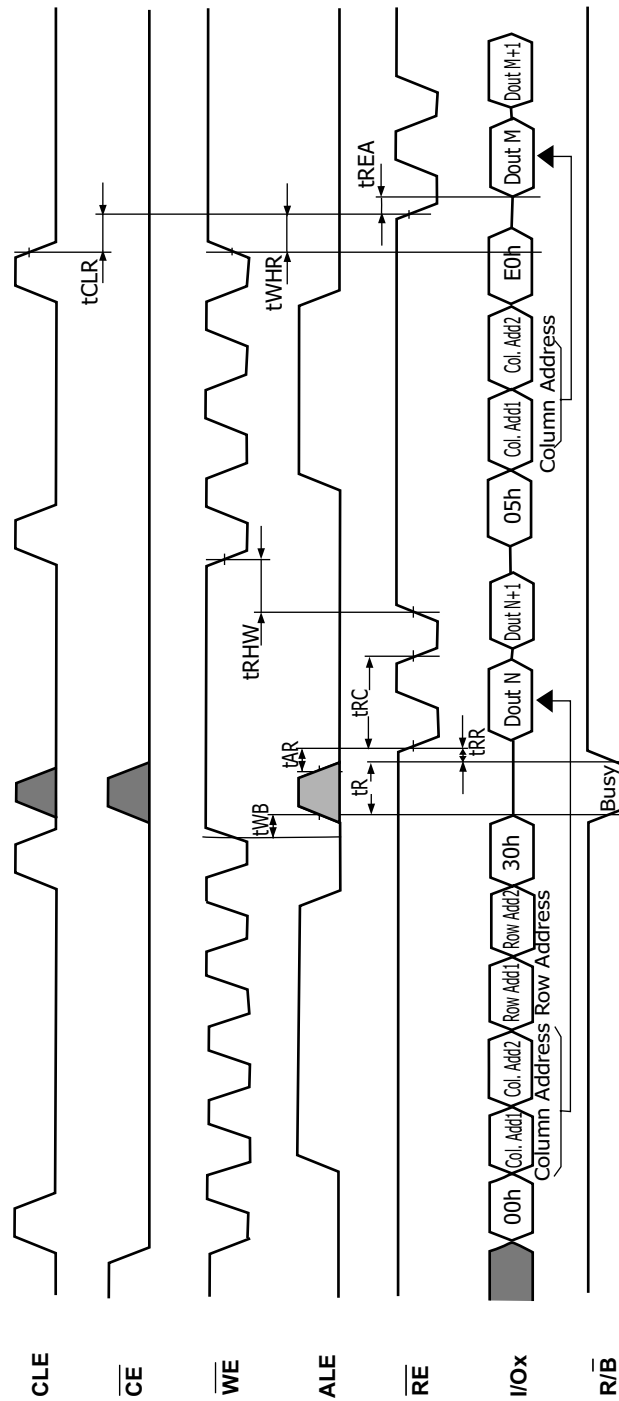 CLE
tCLR
CE
WE
tWB
tRHW
tWHR
ALE
tAR
RE
tR
tRR
tRC
tREA
I/Ox
00h
Col. Add1
Col. Add2
Row Add1
Row Add2
30h
Dout N
Dout N+1
05h
Col. Add1
Col. Add2
E0h
Dout M
Dout M+1
Column Address
Row Address
Column Address
R/B
Busy